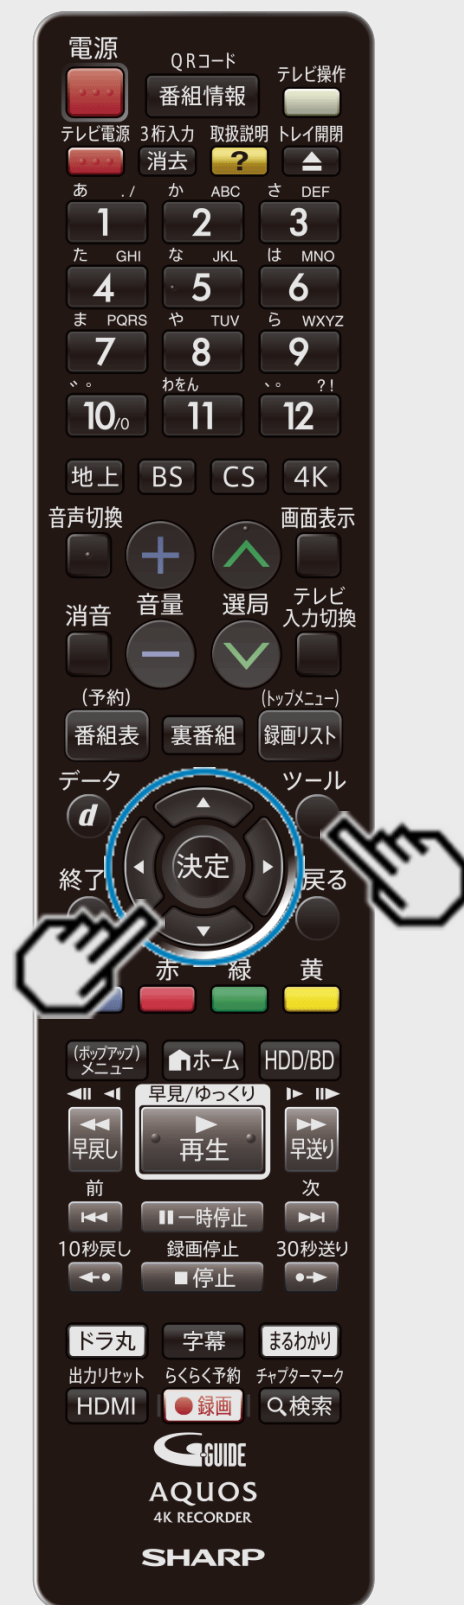 電源
QRコード
テレビ操作
番組情報
テレビ電源 3桁入力 取扱説明 トレイ開閉
消去 ?
あ ./ か ABC さ DEF
1 2 3
た GHI な JKL は MNO
4 5 6
ま PQRS や TUV ら WXYZ
7 8 9
゛゜ わをん 、。 ?!
10/0 11 12
地上 BS CS 4K
音声切換 画面表示
+
消音 音量 選局 テレビ
入力切換
−
(予約) (トップメニュー)
番組表 裏番組 録画リスト
データ ツール
d
決定
終了 戻る
赤 緑 黄
(ポップアップ)
メニュー ホーム HDD/BD
早見/ゆっくり
早戻し 再生 早送り
前 次
一時停止
10秒戻し 録画停止 30秒送り
停止
ドラ丸 字幕 まるわかり
出力リセット らくらく予約 チャプターマーク
HDMI 録画 検索
G-GUIDE
AQUOS
4K RECORDER
SHARP